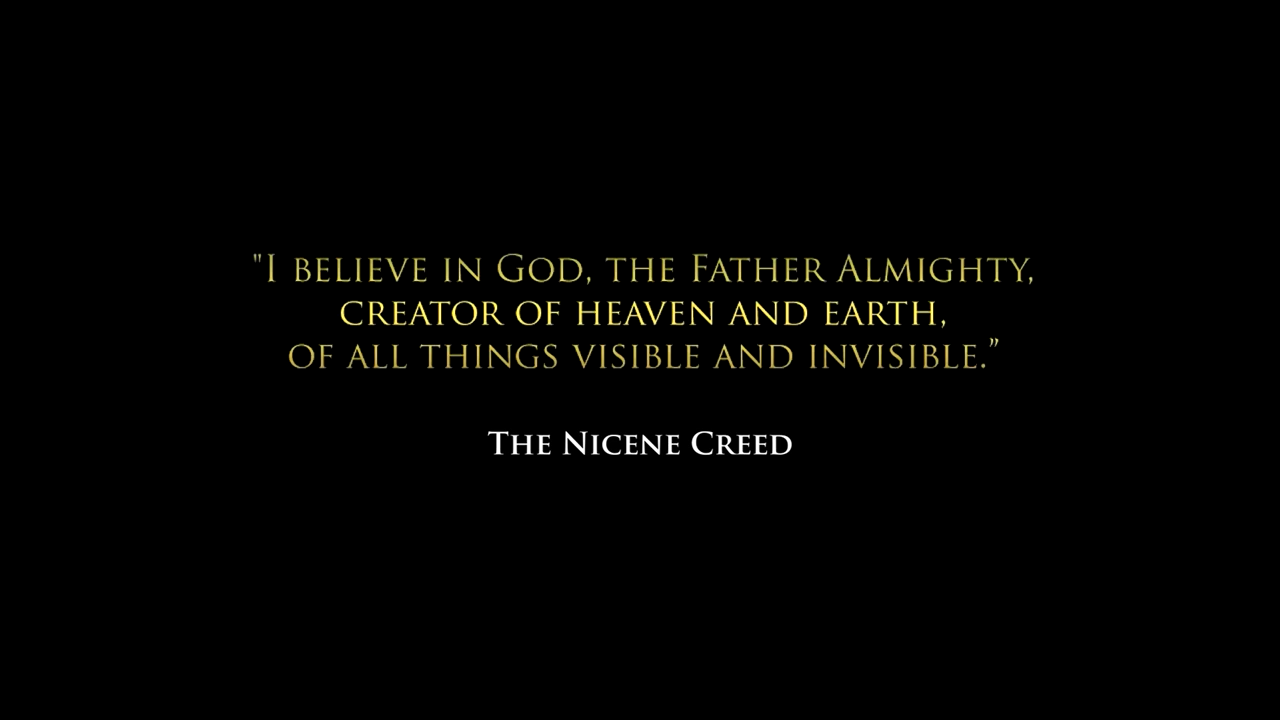 "I believe in God, the Father Almighty,
creator of heaven and earth,
of all things visible and invisible.”
The Nicene Creed